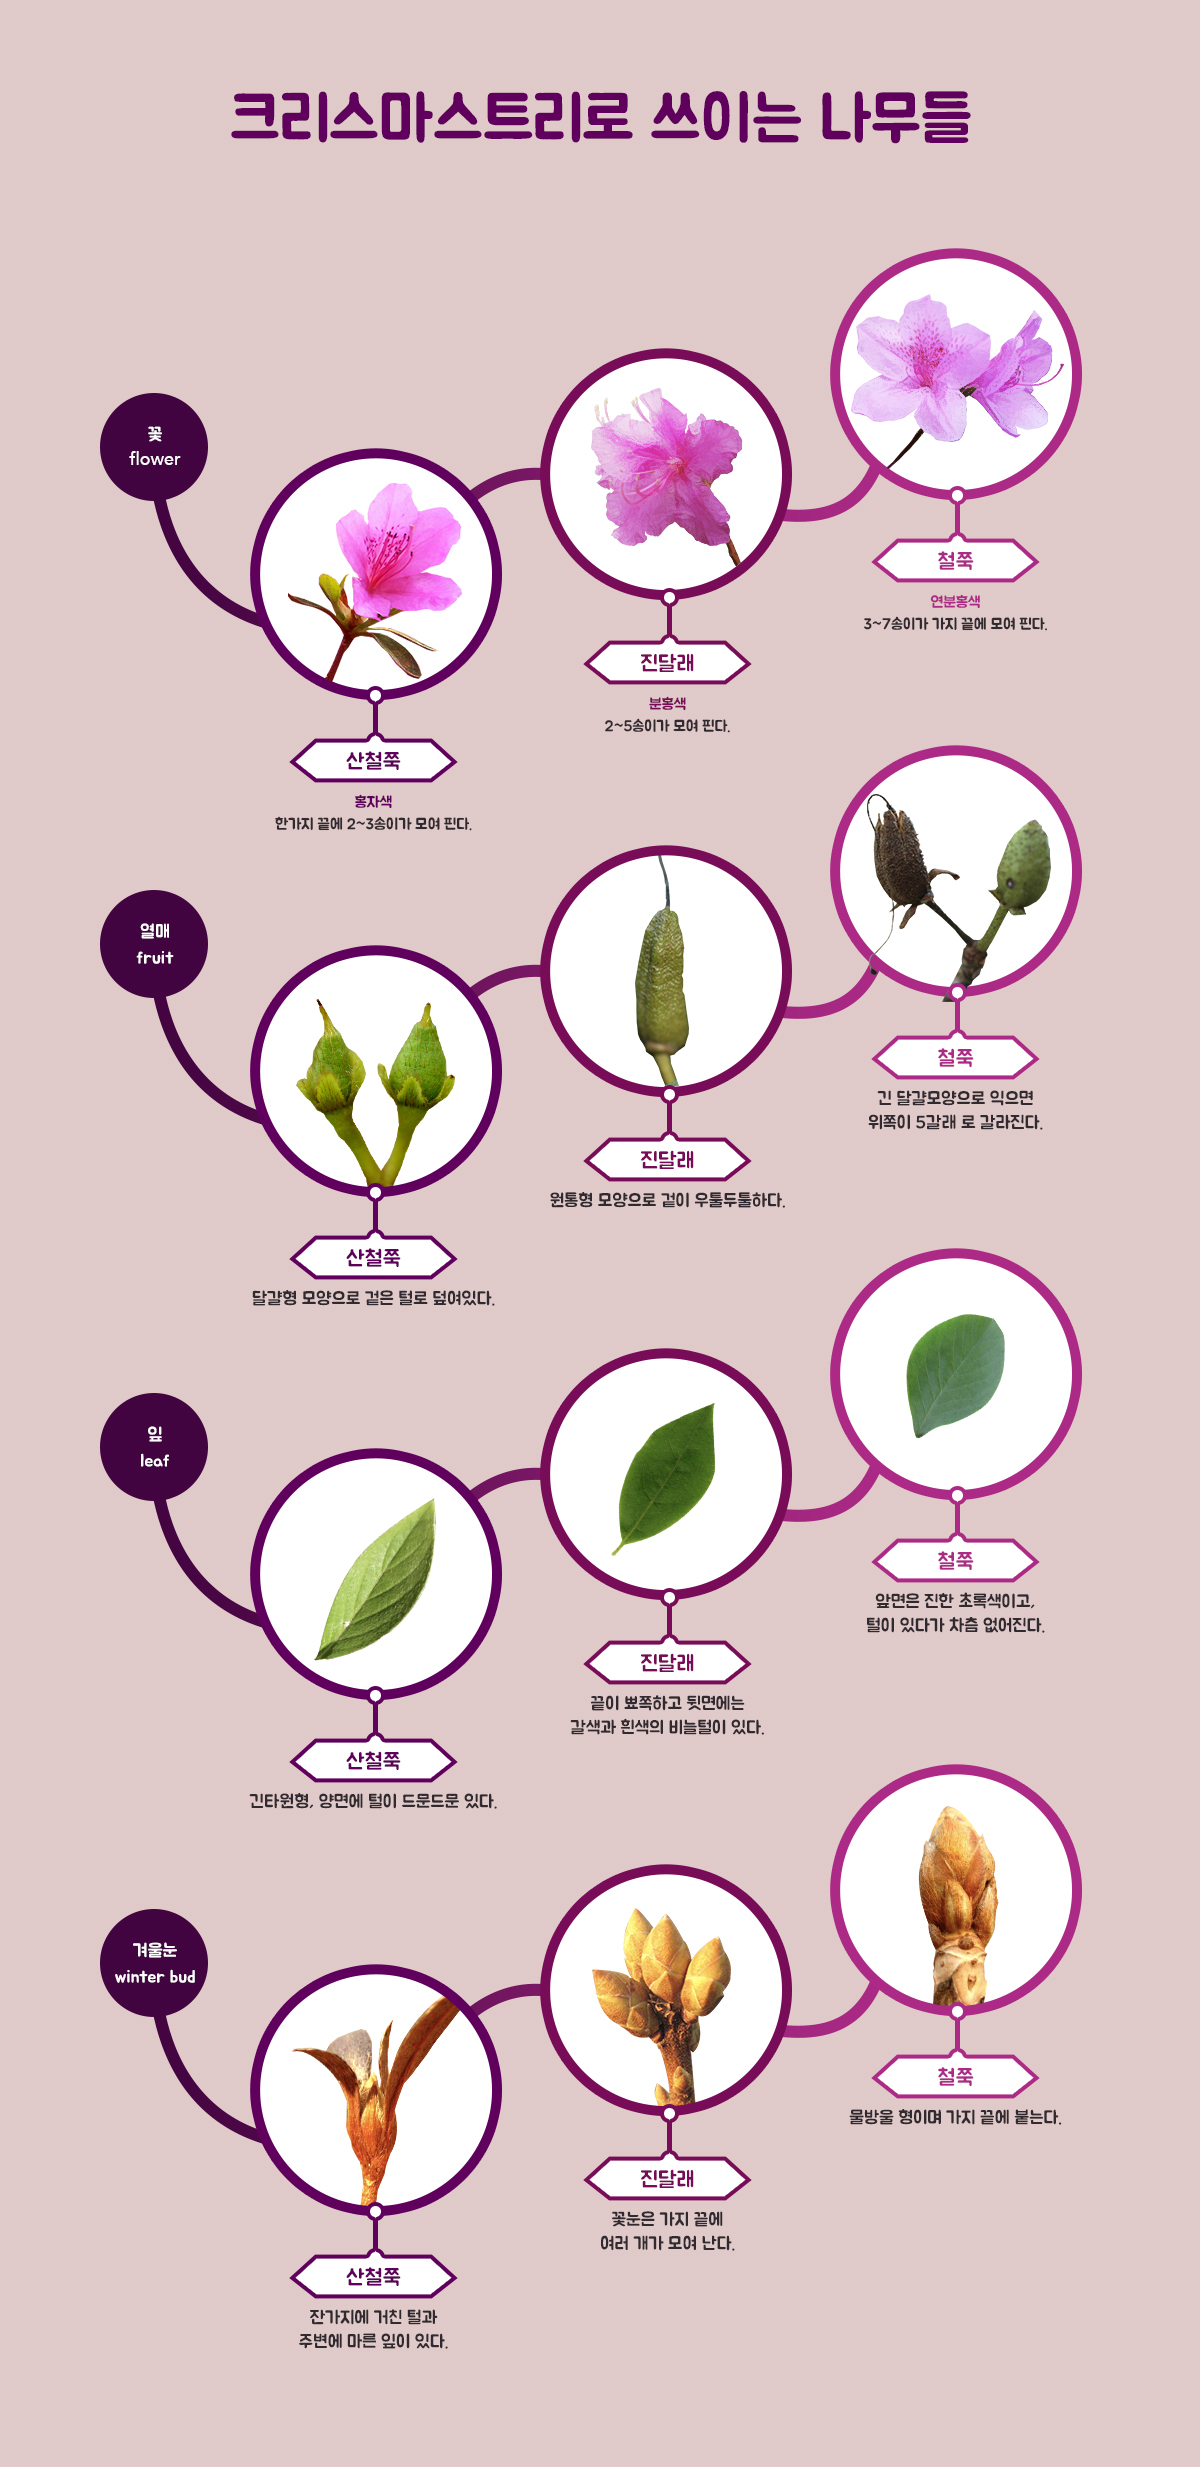 크리스마스트리로 쓰이는 나무들
꽃
flower
산철쭉
홍자색
한가지 끝에 2~3송이가 모여 핀다.
진달래
분홍색
2~5송이가 모여 핀다.
철쭉
연분홍색
3~7송이가 가지 끝에 모여 핀다.
열매
fruit
산철쭉
달걀형 모양으로 겉은 털로 덮여있다.
진달래
원통형 모양으로 겉이 우툴두툴하다.
철쭉
긴 달걀모양으로 익으면
위쪽이 5갈래 로 갈라진다.
잎
leaf
산철쭉
긴타원형, 양면에 털이 드문드문 있다.
진달래
끝이 뾰쪽하고 뒷면에는
갈색과 흰색의 비늘털이 있다.
철쭉
앞면은 진한 초록색이고,
털이 있다가 차츰 없어진다.
겨울눈
winter bud
산철쭉
잔가지에 거친 털과
주변에 마른 잎이 있다.
진달래
꽃눈은 가지 끝에
여러 개가 모여 난다.
철쭉
물방울 형이며 가지 끝에 붙는다.